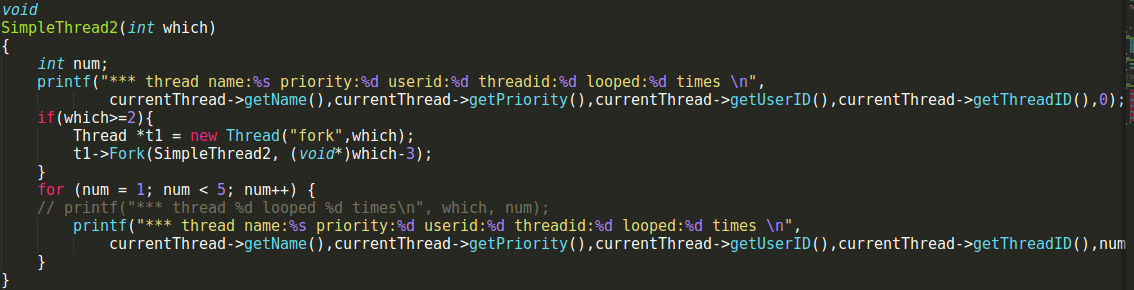 void
SimpleThread2(int which)
{
    int num;
    printf("*** thread name:%s priority:%d userid:%d threadid:%d looped:%d times \n",
            currentThread->getName(),currentThread->getPriority(),currentThread->getUserID(),currentThread->getThreadID(),0);
    if(which>=2){
        Thread *t1 = new Thread("fork",which);
        t1->Fork(SimpleThread2, (void*)which-3);
    }
    for (num = 1; num < 5; num++) {
    // printf("*** thread %d looped %d times\n", which, num);
        printf("*** thread name:%s priority:%d userid:%d threadid:%d looped:%d times \n",
            currentThread->getName(),currentThread->getPriority(),currentThread->getUserID(),currentThread->getThreadID(),num
    }
}